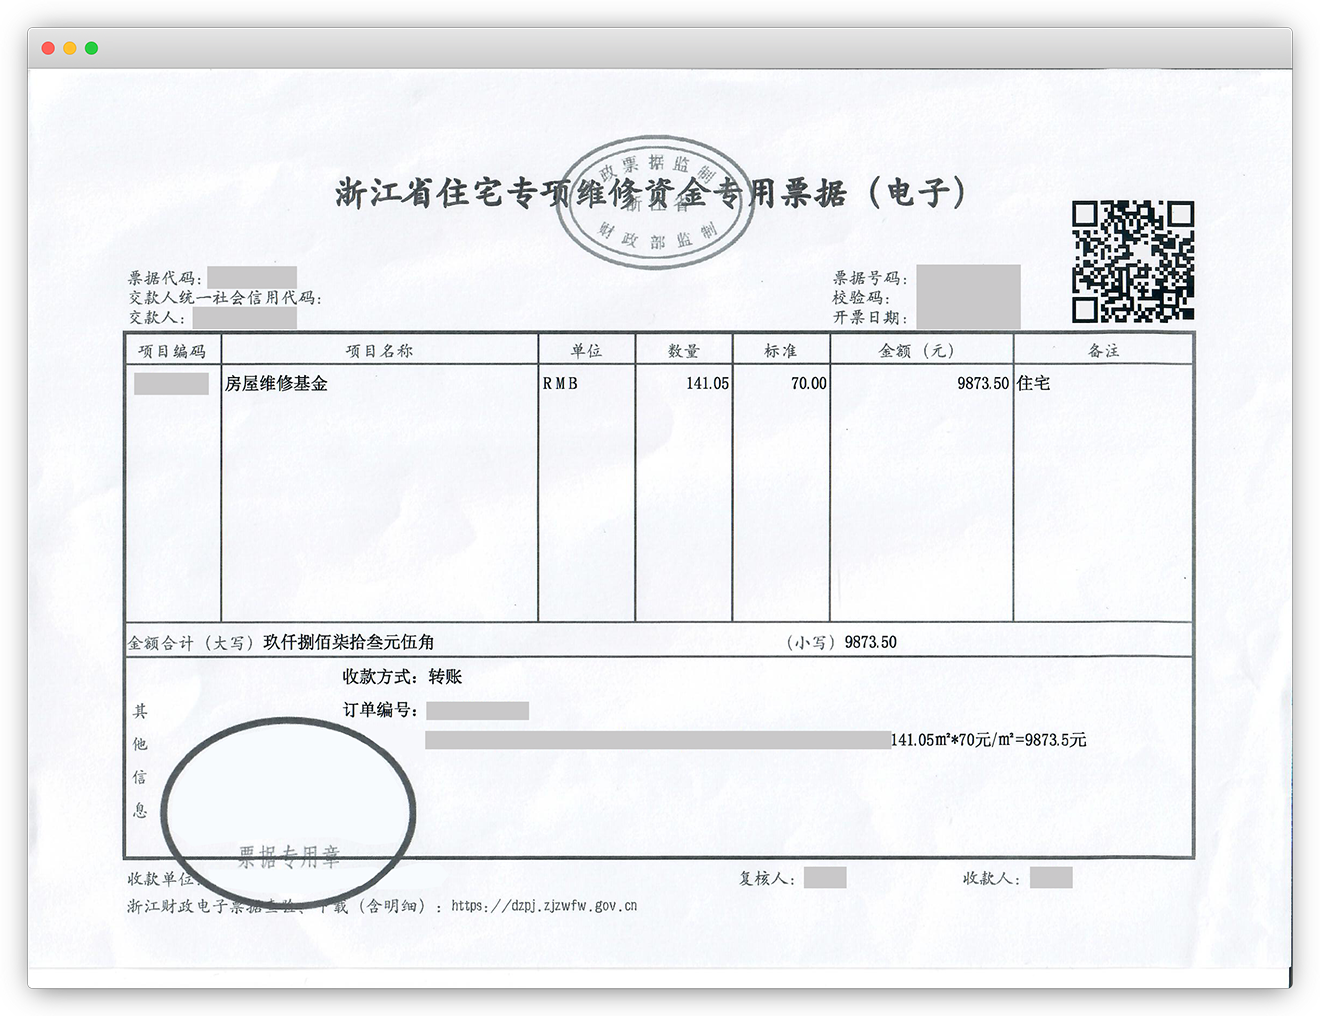 浙江省住宅专项维修资金专用票据（电子）
政票据监制
浙江省
财政部监制
票据代码：
交款人统一社会信用代码：
交款人：
票据号码：
校验码：
开票日期：
项目编码 项目名称 单位 数量 标准 金额（元） 备注
房屋维修基金 RMB 141.05 70.00 9873.50 住宅
金额合计（大写）玖仟捌佰柒拾叁元伍角 （小写）9873.50
其他信息
收款方式：转账
订单编号：
141.05㎡*70元/㎡=9873.5元
票据专用章
收款单位： 复核人： 收款人：
浙江财政电子票据查验、下载（含明细）：https://dzpj.zjzwfw.gov.cn